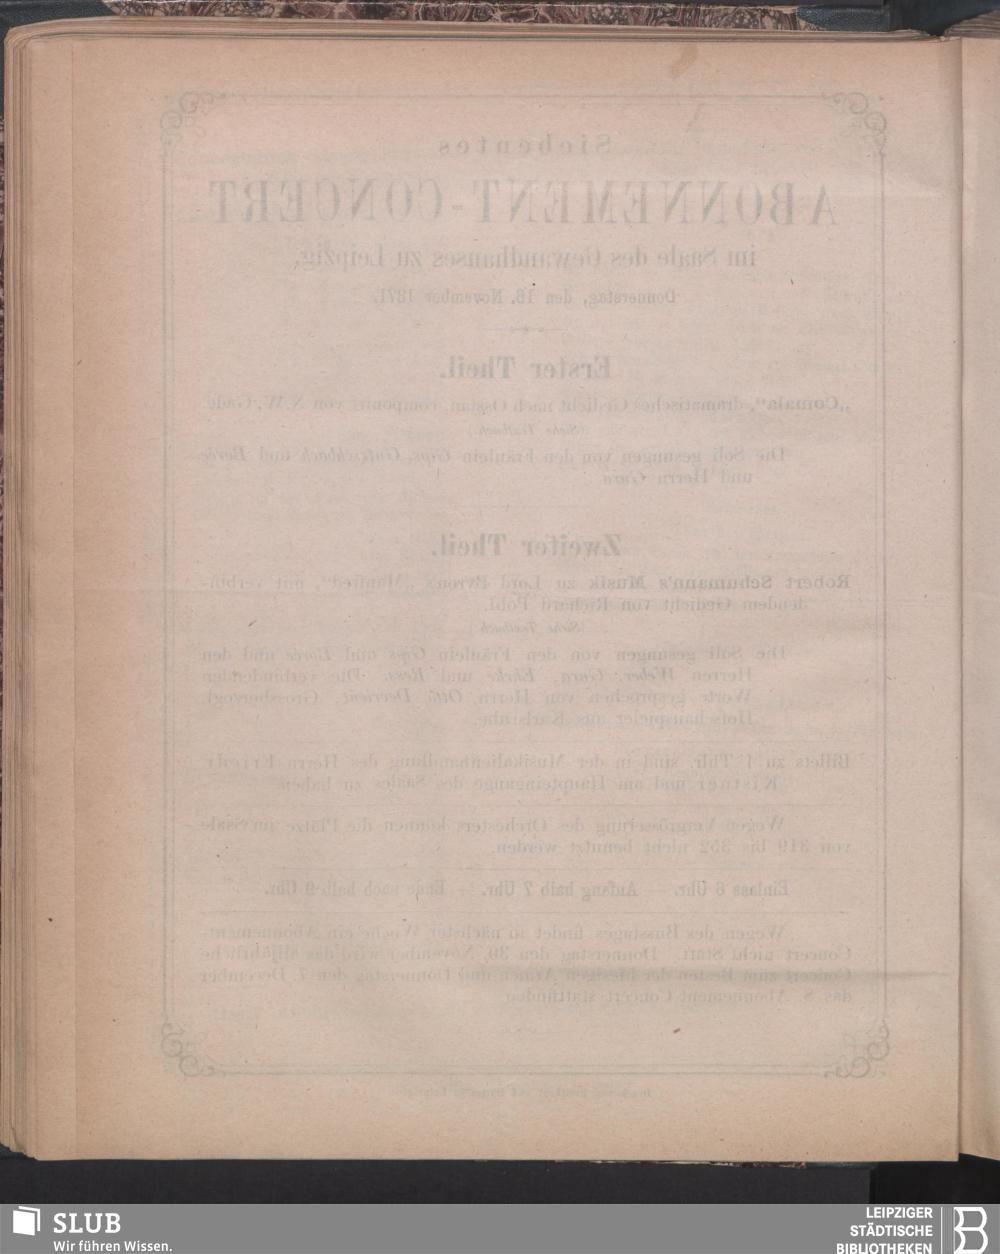 Siebentes
ABONNEMENT-CONCERT
im Saale des Gewandhauses zu Leipzig,
Donnerstag, den 16. November 1871.
Erster Theil.
„Comala“, dramatisches Gedicht nach Ossian, componirt von N. W. Gade.
(Siehe Textbuch.)
Die Soli gesungen von den Fräulein Gips, Gutzschbach und Borée
und Herrn Gura
Zweiter Theil.
Robert Schumann's Musik zu Lord Byrons „Manfred“, mit verbin-
dendem Gedicht von Richard Pohl.
(Siehe Textbuch.)
Die Soli gesungen von den Fräulein Gips und Borée und den
Herren Weber, Gura, Ehrke und Ress. Die verbindenden
Worte gesprochen von Herrn Otto Devrient, Grossherzogl.
Hofschauspieler aus Karlsruhe.
Billets zu 1 Thlr. sind in der Musikalienhandlung des Herrn Friedr.
Kistner und am Haupteingange des Saales zu haben.
Wegen Vergrösserung des Orchesters können die Plätze im Saale
von 319 bis 352 nicht benutzt werden.
Einlass 6 Uhr. — Anfang halb 7 Uhr. — Ende nach halb 9 Uhr.
Wegen des Busstages findet in nächster Woche ein Abonnement-
Concert nicht Statt. Donnerstag den 30. November wird das alljährliche
Concert zum Besten der hiesigen Armen und Donnerstag den 7. December
das 8. Abonnement-Concert stattfinden.
SLUB
Wir führen Wissen.
LEIPZIGER
STÄDTISCHE
BIBLIOTHEKEN